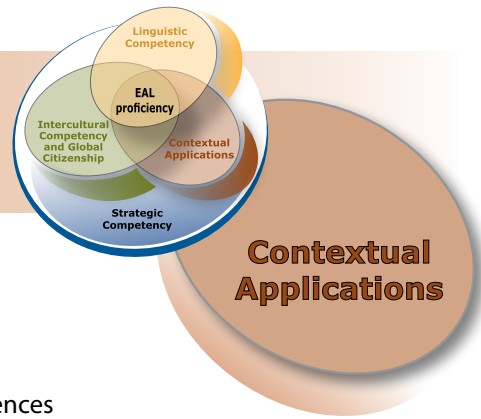 Linguistic
Competency
EAL
proficiency
Intercultural
Competency
and Global
Citizenship
Contextual
Applications
Strategic
Competency
Contextual
Applications